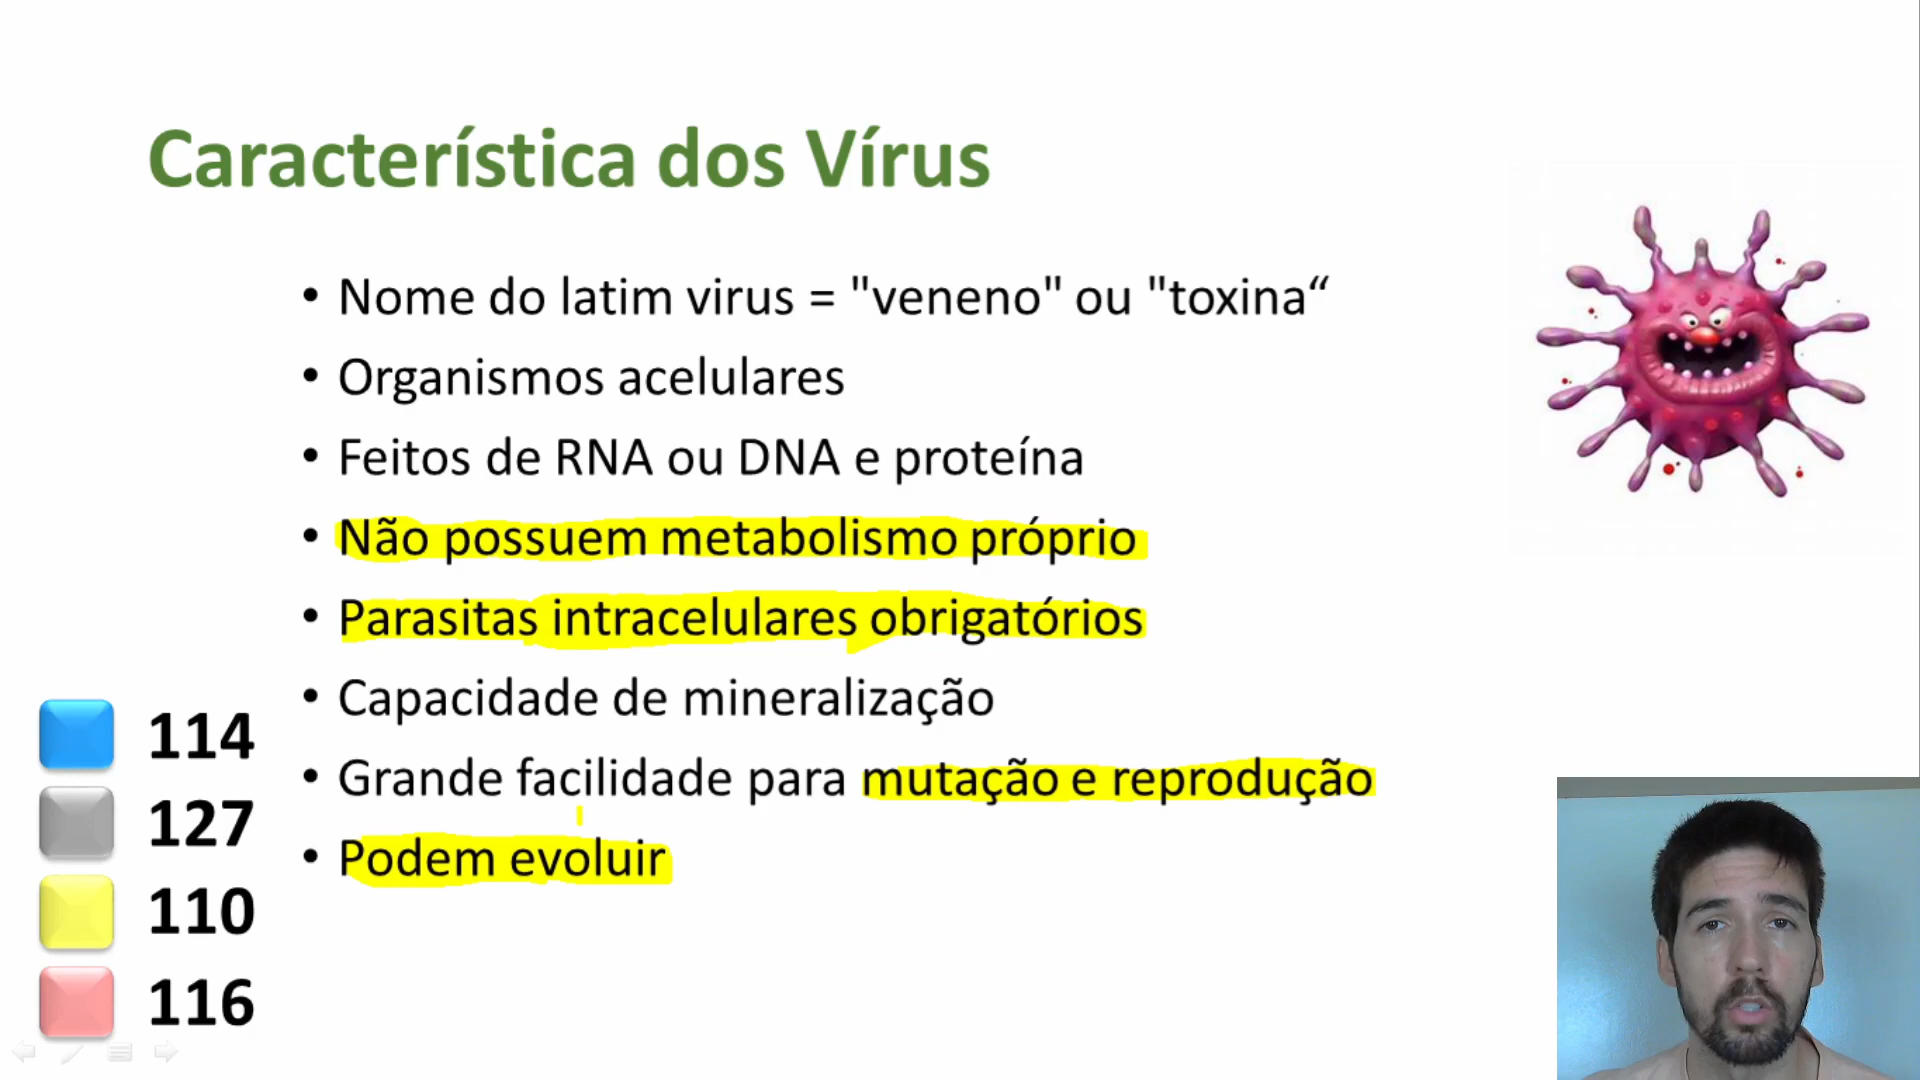 Característica dos Vírus
• Nome do latim virus = "veneno" ou "toxina“
• Organismos acelulares
• Feitos de RNA ou DNA e proteína
• Não possuem metabolismo próprio
• Parasitas intracelulares obrigatórios
• Capacidade de mineralização
• Grande facilidade para mutação e reprodução
• Podem evoluir
114
127
110
116